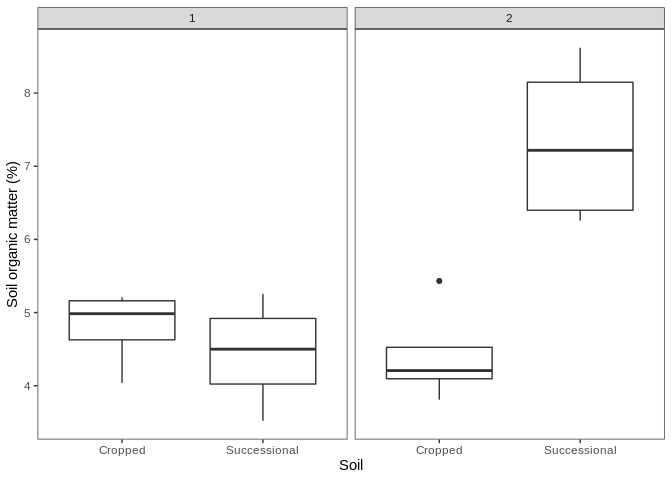 1
2
Soil organic matter (%)
8
7
6
5
4
Cropped
Successional
Cropped
Successional
Soil